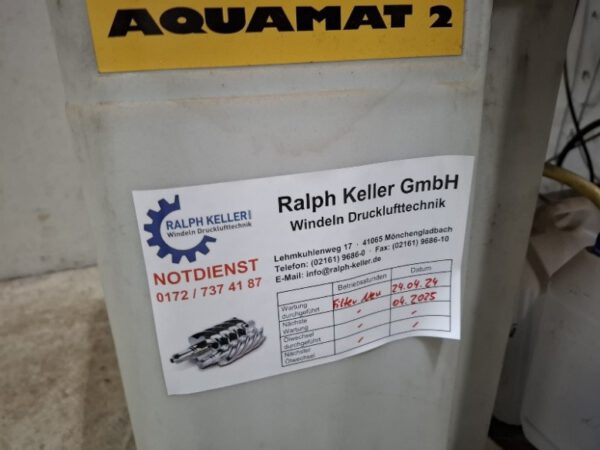 AQUAMAT 2
RALPH KELLER GmbH
Windeln Drucklufttechnik
NOTDIENST
0172 / 737 41 87
Ralph Keller GmbH
Windeln Drucklufttechnik
Lehmkuhlenweg 17 · 41065 Mönchengladbach
Telefon: (02161) 9686-0 · Fax: (02161) 9686-10
E-Mail: info@ralph-keller.de
Betriebsstunden Datum
Wartung durchgeführt Filter Neu 24.04.24
Nächste Wartung 04.2025
Ölwechsel durchgeführt
Nächster Ölwechsel